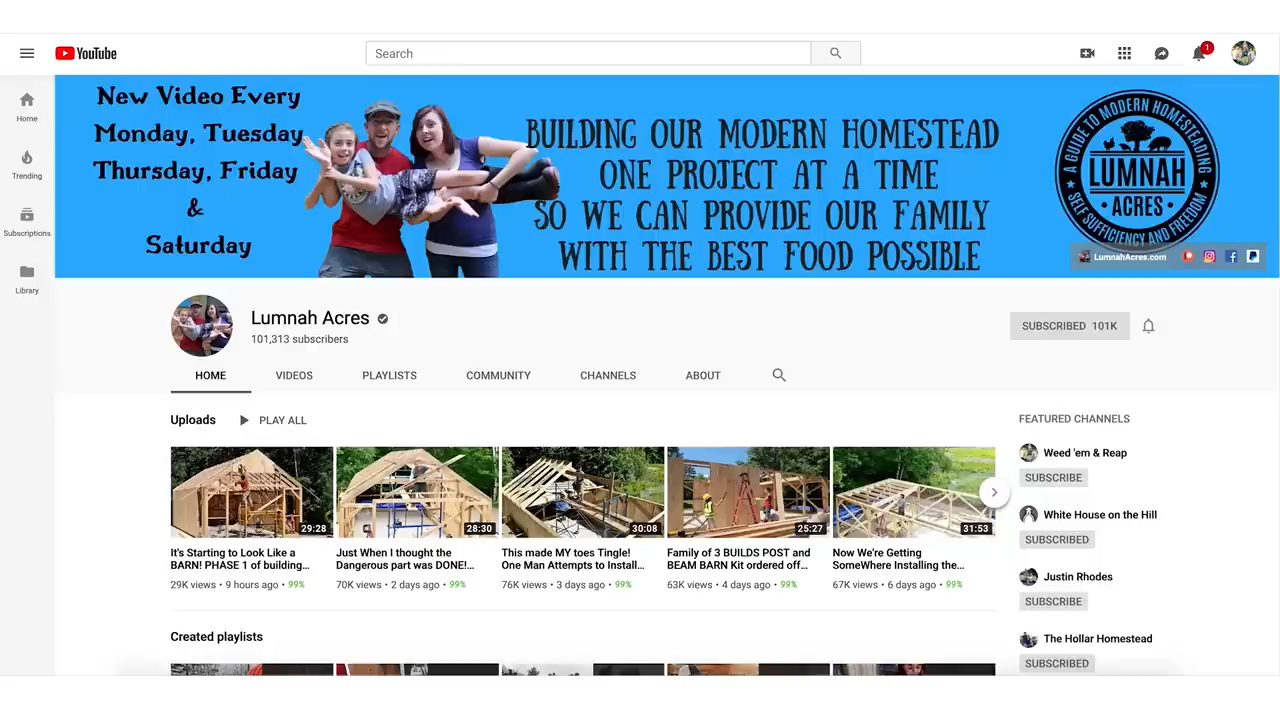 YouTube
Search
1
Home
Trending
Subscriptions
Library
New Video Every
Monday, Tuesday
Thursday, Friday
&
Saturday
BUILDING OUR MODERN HOMESTEAD
ONE PROJECT AT A TIME
SO WE CAN PROVIDE OUR FAMILY
WITH THE BEST FOOD POSSIBLE
A GUIDE TO MODERN HOMESTEADING
LUMNAH
ACRES
SELF SUFFICIENCY AND FREEDOM
LumnahAcres.com
Lumnah Acres
101,313 subscribers
SUBSCRIBED 101K
HOME VIDEOS PLAYLISTS COMMUNITY CHANNELS ABOUT
Uploads PLAY ALL
29:28
It's Starting to Look Like a
BARN! PHASE 1 of building...
29K views • 9 hours ago • 99%
28:30
Just When I thought the
Dangerous part was DONE!...
70K views • 2 days ago • 99%
30:08
This made MY toes Tingle!
One Man Attempts to Install...
76K views • 3 days ago • 99%
25:27
Family of 3 BUILDS POST and
BEAM BARN Kit ordered off...
63K views • 4 days ago • 99%
31:53
Now We're Getting
SomeWhere Installing the...
67K views • 6 days ago • 99%
Created playlists
FEATURED CHANNELS
Weed 'em & Reap
SUBSCRIBE
White House on the Hill
SUBSCRIBED
Justin Rhodes
SUBSCRIBE
The Hollar Homestead
SUBSCRIBED